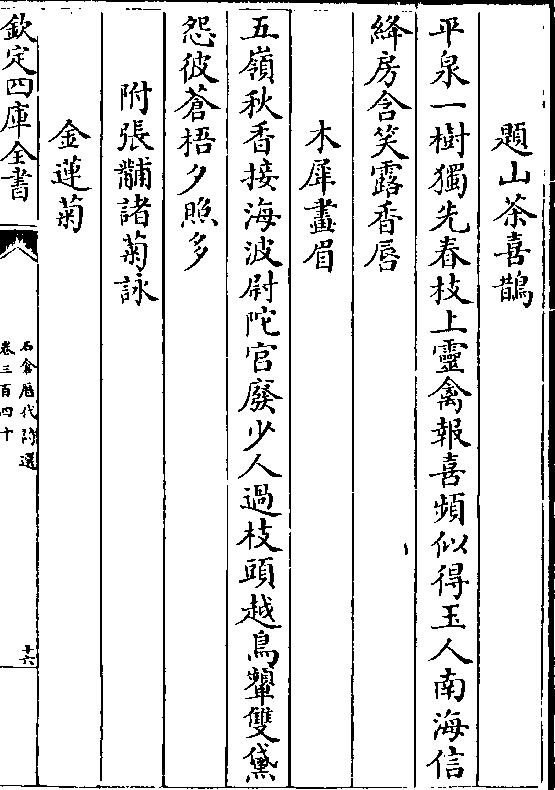 題山茶喜鵲
平泉一樹獨先春枝上靈禽報喜頻似得玉人南海信
絳房含笑露香唇
木犀畫眉
五嶺秋香接海波尉陀官廢少人過枝頭越鳥顰雙黛
怨彼蒼梧夕照多
附張黼諸菊詠
金蓮菊
欽定四庫全書
石倉歴代詩選
卷三百四十
十六